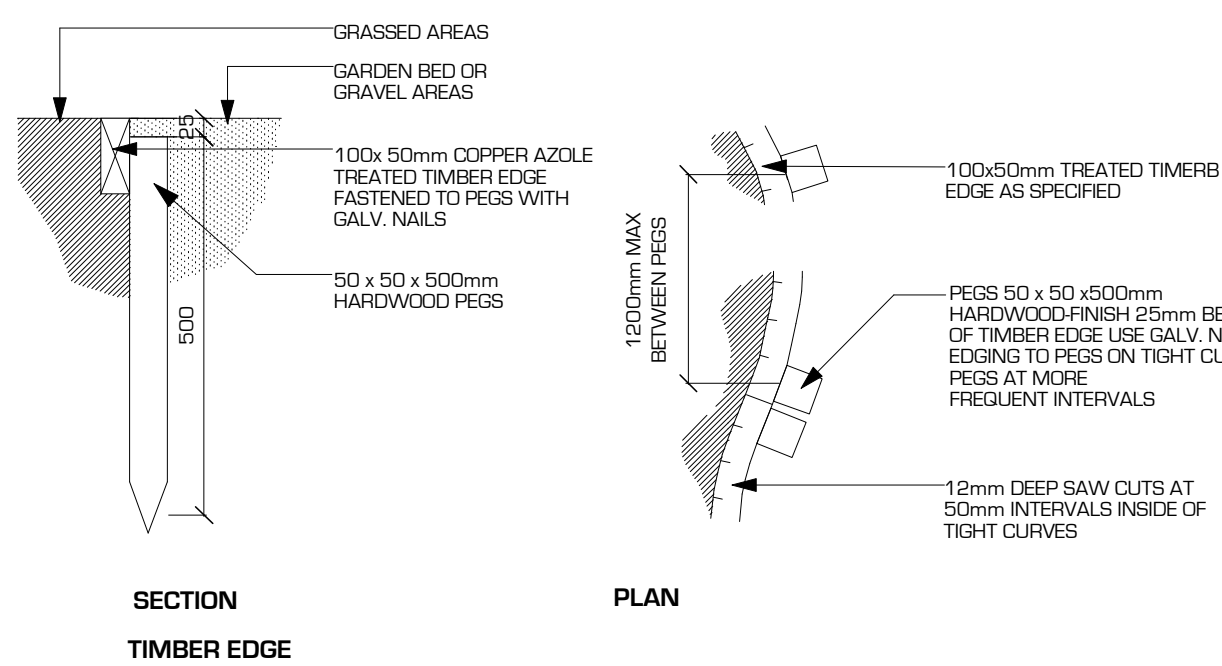 GRASSED AREAS
GARDEN BED OR
GRAVEL AREAS
25
100x 50mm COPPER AZOLE
TREATED TIMBER EDGE
FASTENED TO PEGS WITH
GALV. NAILS
50 x 50 x 500mm
HARDWOOD PEGS
500
SECTION
TIMBER EDGE
1200mm MAX
BETWEEN PEGS
100x50mm TREATED TIMERB
EDGE AS SPECIFIED
PEGS 50 x 50 x500mm
HARDWOOD-FINISH 25mm
OF TIMBER EDGE USE GALV.
EDGING TO PEGS ON TIGHT
PEGS AT MORE
FREQUENT INTERVALS
12mm DEEP SAW CUTS AT
50mm INTERVALS INSIDE OF
TIGHT CURVES
PLAN